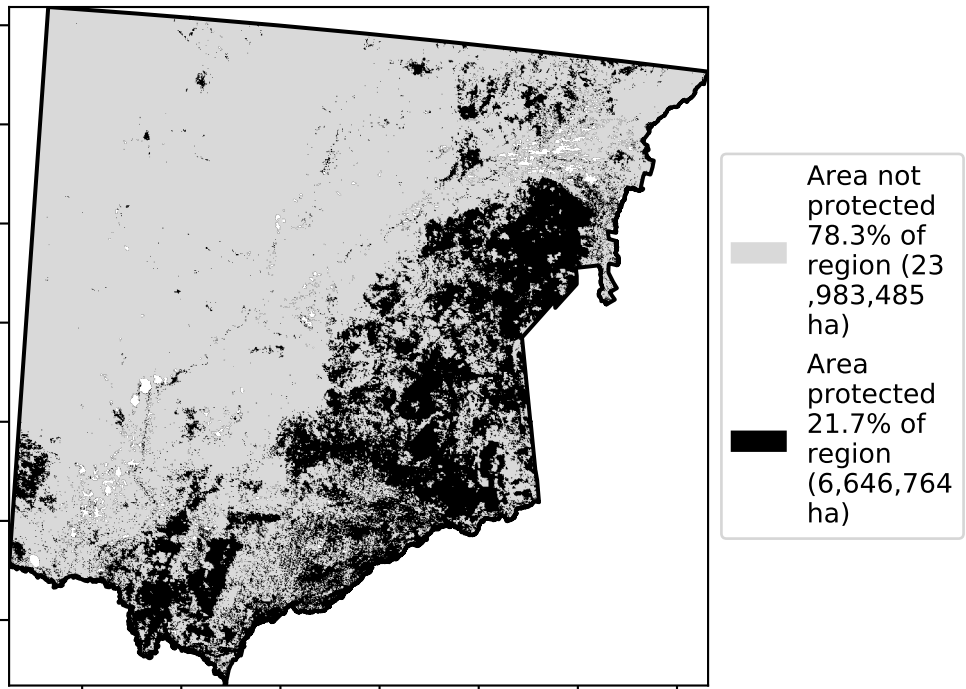 Area not
protected
78.3% of
region (23
,983,485
ha)
Area
protected
21.7% of
region
(6,646,764
ha)